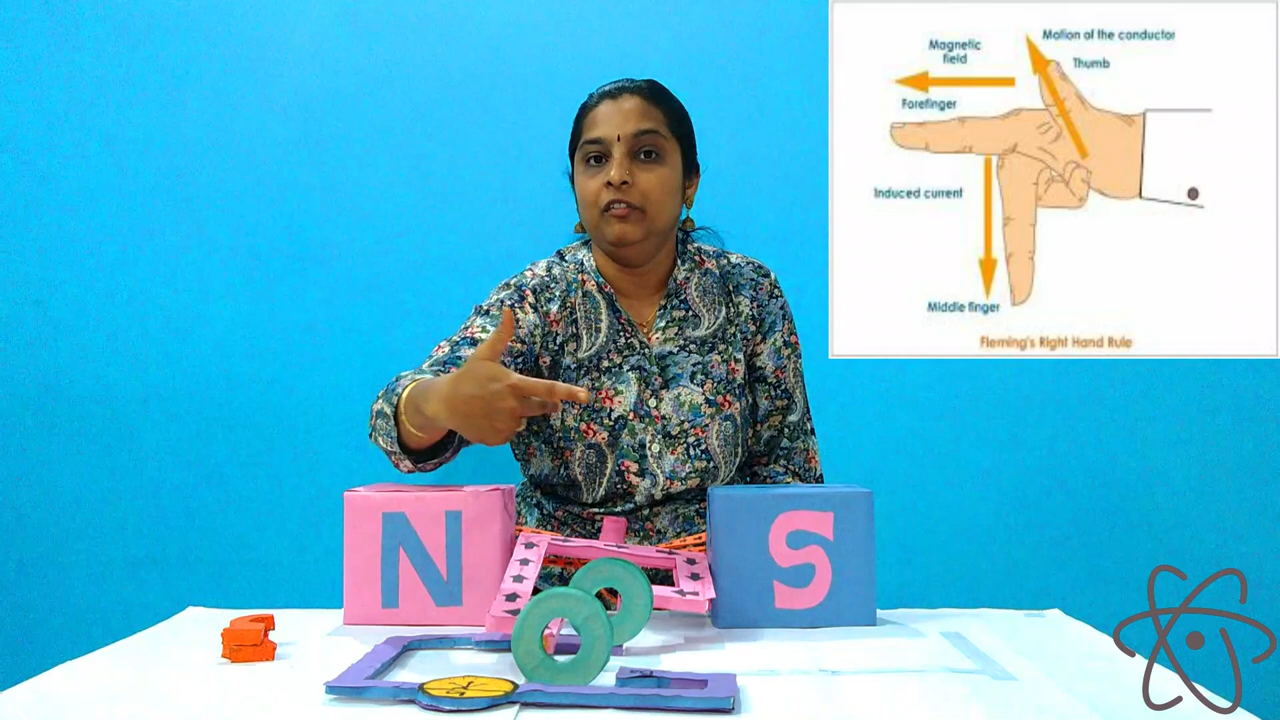 Motion of the conductor
Magnetic
field
Thumb
Forefinger
Induced current
Middle finger
Fleming's Right Hand Rule
N
S